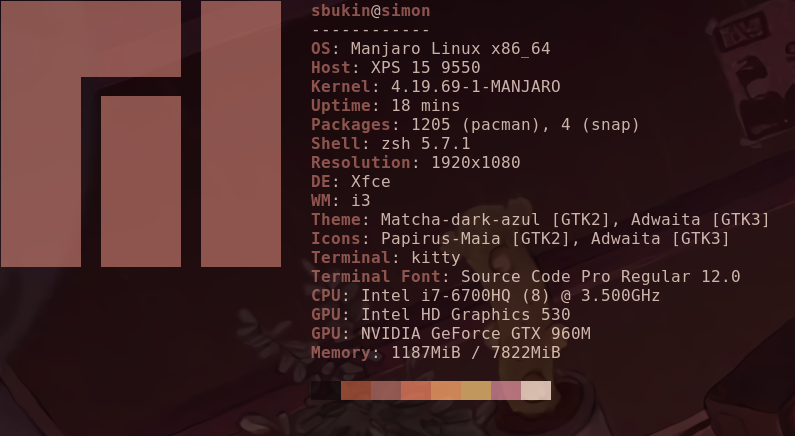 sbukin@simon
------------
OS: Manjaro Linux x86_64
Host: XPS 15 9550
Kernel: 4.19.69-1-MANJARO
Uptime: 18 mins
Packages: 1205 (pacman), 4 (snap)
Shell: zsh 5.7.1
Resolution: 1920x1080
DE: Xfce
WM: i3
Theme: Matcha-dark-azul [GTK2], Adwaita [GTK3]
Icons: Papirus-Maia [GTK2], Adwaita [GTK3]
Terminal: kitty
Terminal Font: Source Code Pro Regular 12.0
CPU: Intel i7-6700HQ (8) @ 3.500GHz
GPU: Intel HD Graphics 530
GPU: NVIDIA GeForce GTX 960M
Memory: 1187MiB / 7822MiB